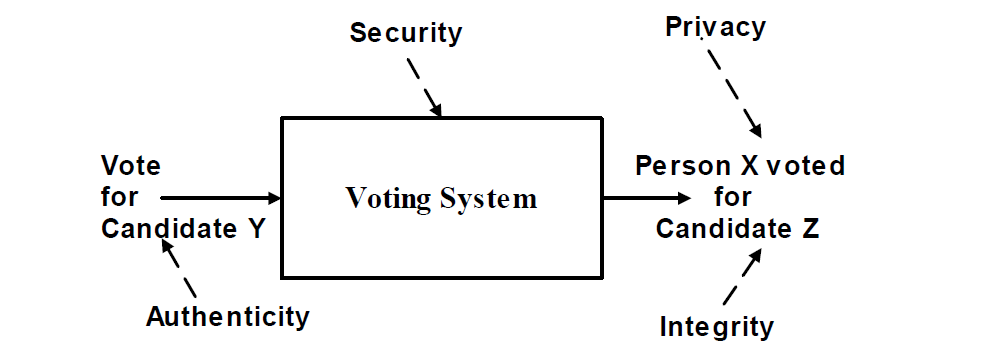 Security
Privacy
Vote
for
Candidate Y
Voting System
Person X voted
for
Candidate Z
Authenticity
Integrity